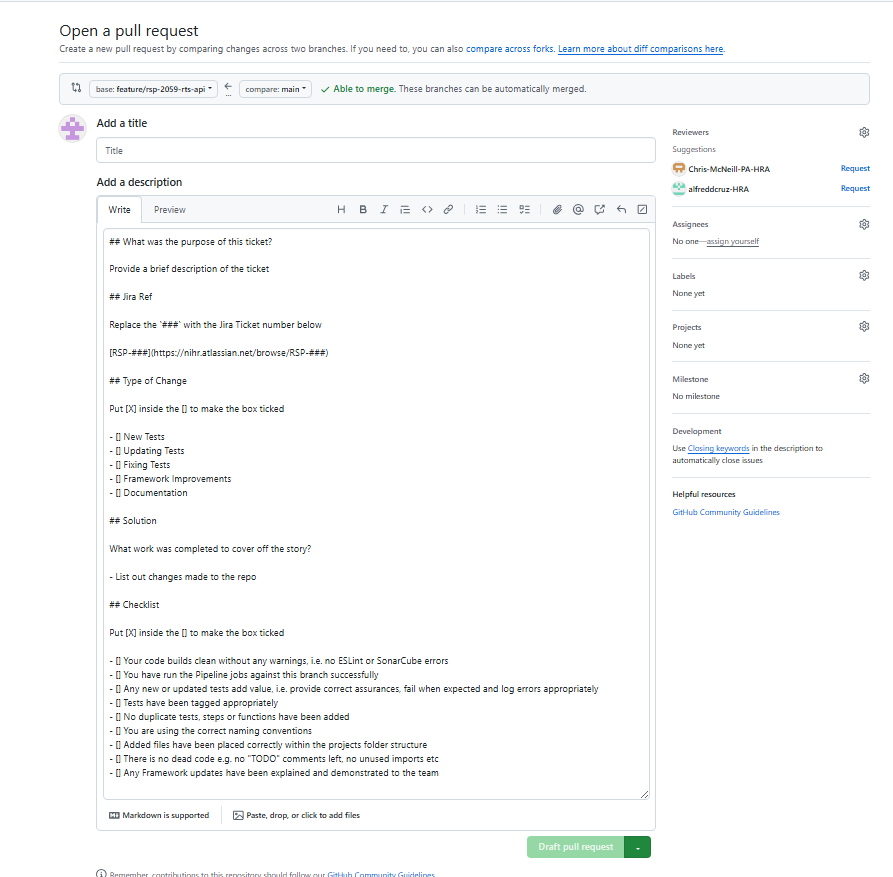 Open a pull request
Create a new pull request by comparing changes across two branches. If you need to, you can also compare across forks. Learn more about diff comparisons here.
base: feature/rsp-2059-rts-api
compare: main
Able to merge. These branches can be automatically merged.
Add a title
Title
Add a description
Write
Preview
## What was the purpose of this ticket?
Provide a brief description of the ticket
## Jira Ref
Replace the `###` with the Jira Ticket number below
[RSP-###](https://nihr.atlassian.net/browse/RSP-###)
## Type of Change
Put [X] inside the [] to make the box ticked
- [] New Tests
- [] Updating Tests
- [] Fixing Tests
- [] Framework Improvements
- [] Documentation
## Solution
What work was completed to cover off the story?
- List out changes made to the repo
## Checklist
Put [X] inside the [] to make the box ticked
- [] Your code builds clean without any warnings, i.e. no ESLint or SonarCube errors
- [] You have run the Pipeline jobs against this branch successfully
- [] Any new or updated tests add value, i.e. provide correct assurances, fail when expected and log errors appropriately
- [] Tests have been tagged appropriately
- [] No duplicate tests, steps or functions have been added
- [] You are using the correct naming conventions
- [] Added files have been placed correctly within the projects folder structure
- [] There is no dead code e.g. no "TODO" comments left, no unused imports etc
- [] Any Framework updates have been explained and demonstrated to the team
Markdown is supported
Paste, drop, or click to add files
Draft pull request
Remember, contributions to this repository should follow our GitHub Community Guidelines.
Reviewers
Suggestions
Chris-McNeill-PA-HRA
Request
alfreddcruz-HRA
Request
Assignees
No one—assign yourself
Labels
None yet
Projects
None yet
Milestone
No milestone
Development
Use Closing keywords in the description to
automatically close issues
Helpful resources
GitHub Community Guidelines